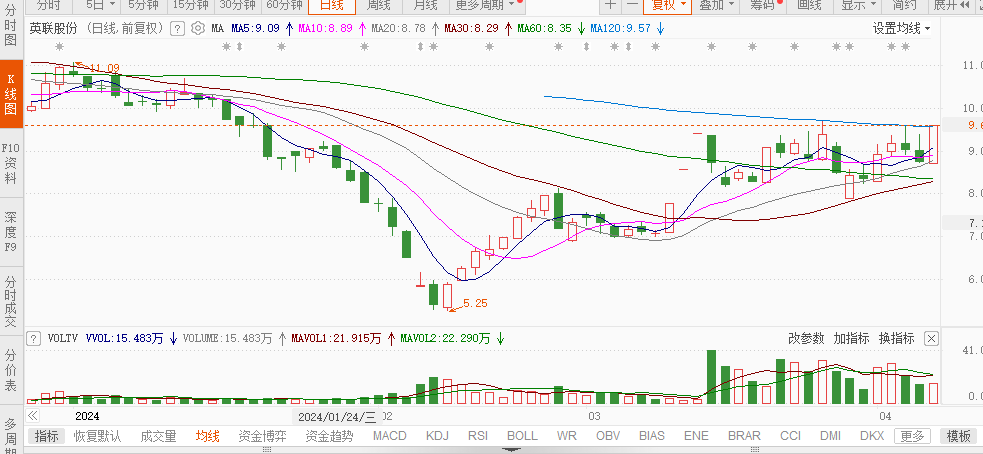 分时 5日 5分钟 15分钟 30分钟 60分钟 日线 周线 月线 更多周期 + − 复权 叠加 筹码 画线 显示 简约 展开
分时图
K线图
F10资料
深度F9
分时成交
分价表
多周期
英联股份 (日线, 前复权) ? MA MA5:9.09 ↑ MA10:8.89 ↑ MA20:8.78 ↑ MA30:8.29 ↑ MA60:8.35 ↓ MA120:9.57 ↓ 设置均线
11.09
5.25
11.0
10.0
9.6
9.0
8.0
7.0
6.0
? VOLTV VVOL:15.483万 ↓ VOLUME:15.483万 ↑ MAVOL1:21.915万 ↑ MAVOL2:22.290万 ↓ 改参数 加指标 换指标
41.0
0.0
2024 2024/01/24/三 02 03 04
指标 恢复默认 成交量 均线 资金博弈 资金趋势 MACD KDJ RSI BOLL WR OBV BIAS ENE BRAR CCI DMI DKX 更多 模板